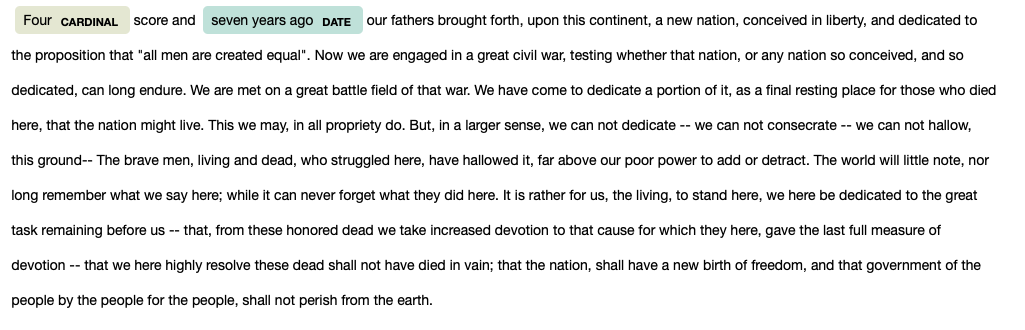 Four CARDINAL score and seven years ago DATE our fathers brought forth, upon this continent, a new nation, conceived in liberty, and dedicated to
the proposition that "all men are created equal". Now we are engaged in a great civil war, testing whether that nation, or any nation so conceived, and so
dedicated, can long endure. We are met on a great battle field of that war. We have come to dedicate a portion of it, as a final resting place for those who died
here, that the nation might live. This we may, in all propriety do. But, in a larger sense, we can not dedicate -- we can not consecrate -- we can not hallow,
this ground-- The brave men, living and dead, who struggled here, have hallowed it, far above our poor power to add or detract. The world will little note, nor
long remember what we say here; while it can never forget what they did here. It is rather for us, the living, to stand here, we here be dedicated to the great
task remaining before us -- that, from these honored dead we take increased devotion to that cause for which they here, gave the last full measure of
devotion -- that we here highly resolve these dead shall not have died in vain; that the nation, shall have a new birth of freedom, and that government of the
people by the people for the people, shall not perish from the earth.